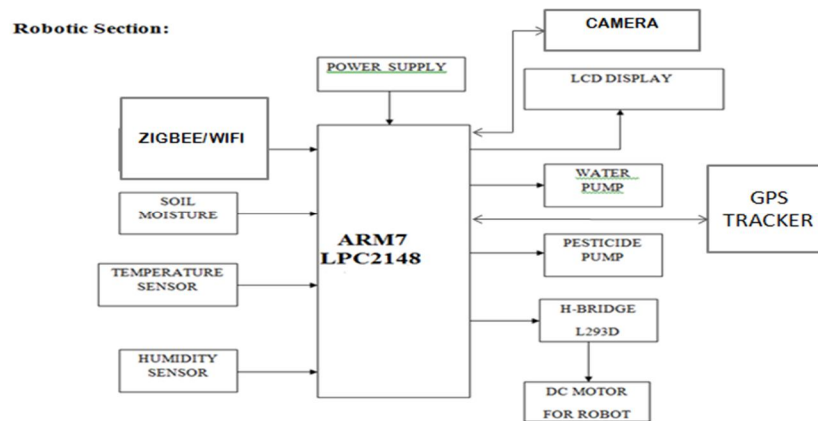 Robotic Section:
CAMERA
POWER SUPPLY
LCD DISPLAY
ZIGBEE/WIFI
WATER
PUMP
GPS
TRACKER
SOIL
MOISTURE
ARM7
LPC2148
PESTICIDE
PUMP
TEMPERATURE
SENSOR
H-BRIDGE
L293D
HUMIDITY
SENSOR
DC MOTOR
FOR ROBOT